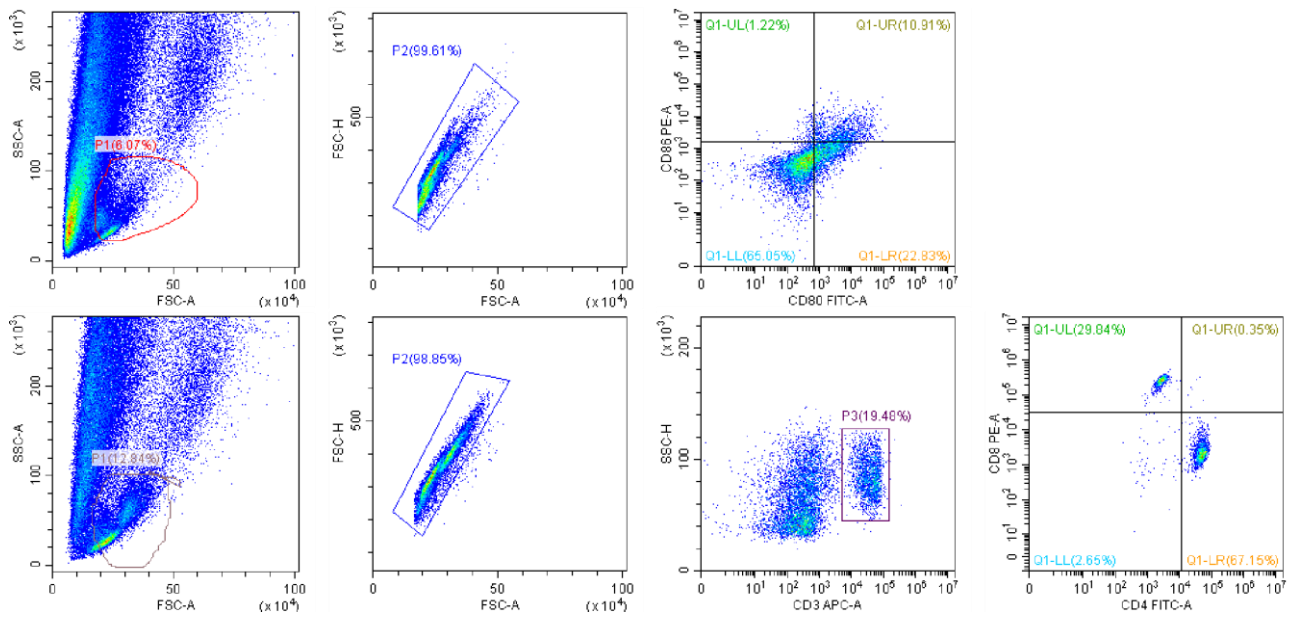 (x10³)
200
100
0
SSC-A
P1(6.07%)
0
50
100
FSC-A
(x10⁴)
(x10³)
500
FSC-H
P2(99.61%)
0
50
100
FSC-A
(x10⁴)
Q1-UL(1.22%)
Q1-UR(10.91%)
10⁷
10⁶
10⁵
10⁴
10³
10²
10¹
0
CD86 PE-A
Q1-LL(65.05%)
Q1-LR(22.83%)
0
10¹
10²
10³
10⁴
10⁵
10⁶
10⁷
CD80 FITC-A
(x10³)
200
100
0
SSC-A
P1(12.84%)
0
50
100
FSC-A
(x10⁴)
(x10³)
500
SSC-H
P2(98.85%)
0
50
100
FSC-A
(x10⁴)
(x10³)
200
100
0
SSC-H
P3(19.48%)
0
10¹
10²
10³
10⁴
10⁵
10⁶
10⁷
CD3 APC-A
Q1-UL(29.84%)
Q1-UR(0.35%)
10⁷
10⁶
10⁵
10⁴
10³
10²
10¹
0
CD8 PE-A
Q1-LL(2.65%)
Q1-LR(67.15%)
0
10¹
10²
10³
10⁴
10⁵
10⁶
10⁷
CD4 FITC-A